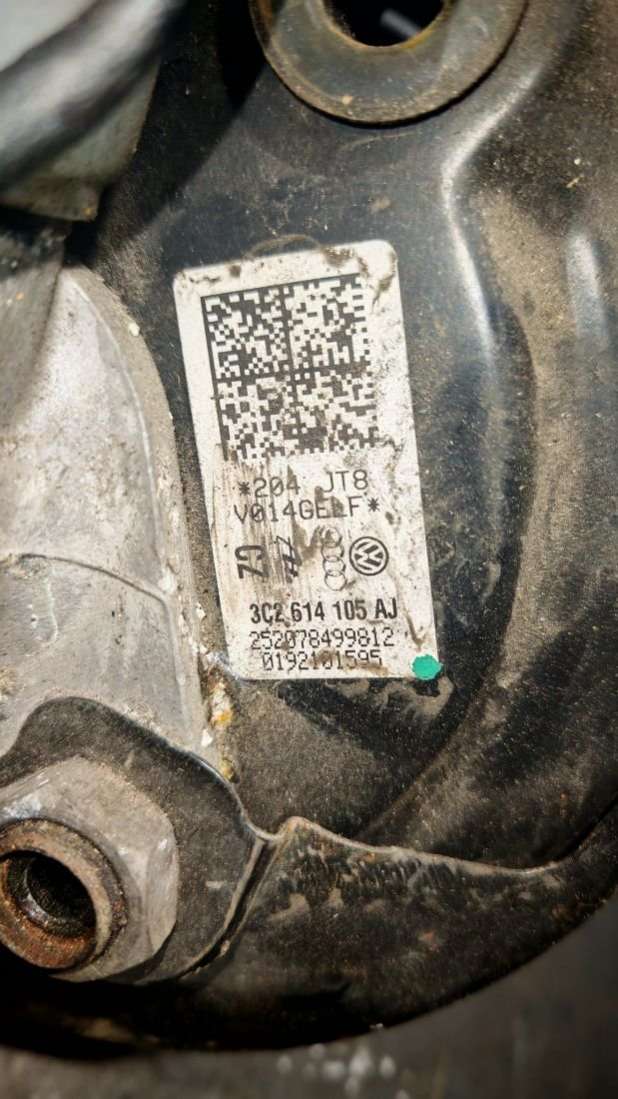 *204 JT8
V014GELF*
3C2 614 105 AJ
252078499812
0192101595